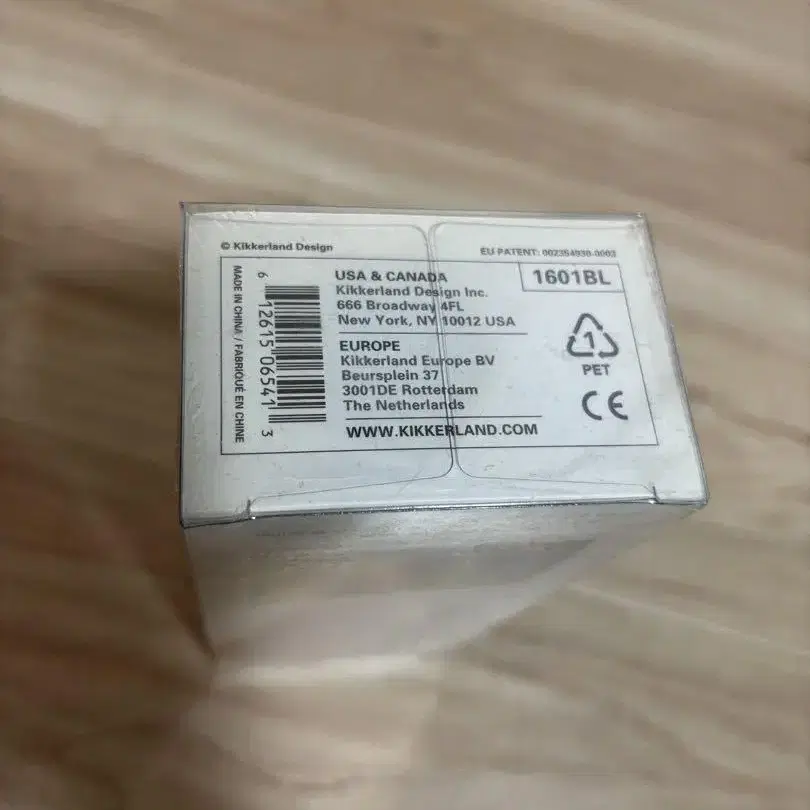 © Kikkerland Design
EU PATENT: 002354930-0003
MADE IN CHINA / FABRIQUÉ EN CHINE
6 12615 06541 3
USA & CANADA
Kikkerland Design Inc.
666 Broadway 4FL
New York, NY 10012 USA
EUROPE
Kikkerland Europe BV
Beursplein 37
3001DE Rotterdam
The Netherlands
WWW.KIKKERLAND.COM
1601BL
1
PET
CE